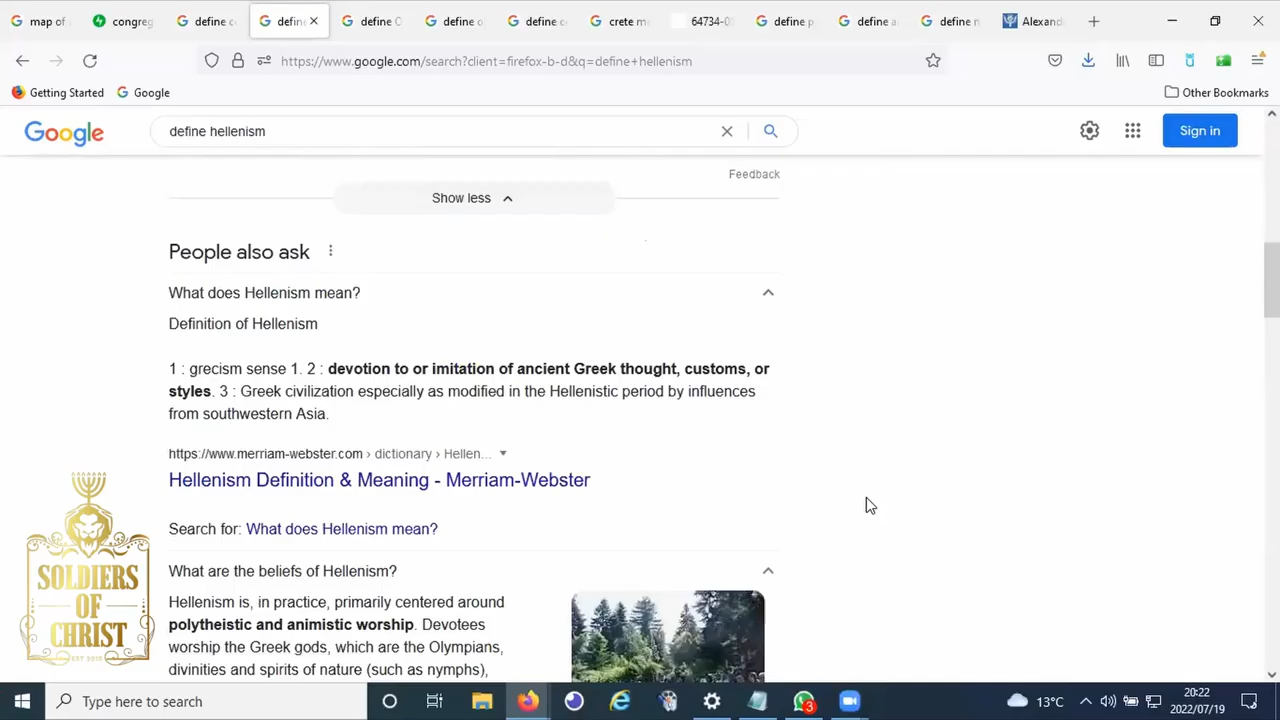 map of
congreg
define c
define
define
define o
define c
crete m
64734-0
define p
define a
define n
Alexand
https://www.google.com/search?client=firefox-b-d&q=define+hellenism
Getting Started
Google
Other Bookmarks
Google
define hellenism
Sign in
Feedback
Show less
People also ask
What does Hellenism mean?
Definition of Hellenism
1 : grecism sense 1. 2 : devotion to or imitation of ancient Greek thought, customs, or
styles. 3 : Greek civilization especially as modified in the Hellenistic period by influences
from southwestern Asia.
https://www.merriam-webster.com › dictionary › Hellen...
Hellenism Definition & Meaning - Merriam-Webster
Search for: What does Hellenism mean?
What are the beliefs of Hellenism?
Hellenism is, in practice, primarily centered around
polytheistic and animistic worship. Devotees
worship the Greek gods, which are the Olympians,
divinities and spirits of nature (such as nymphs),
SOLDIERS
OF
CHRIST
Type here to search
3
13°C
20:22
2022/07/19